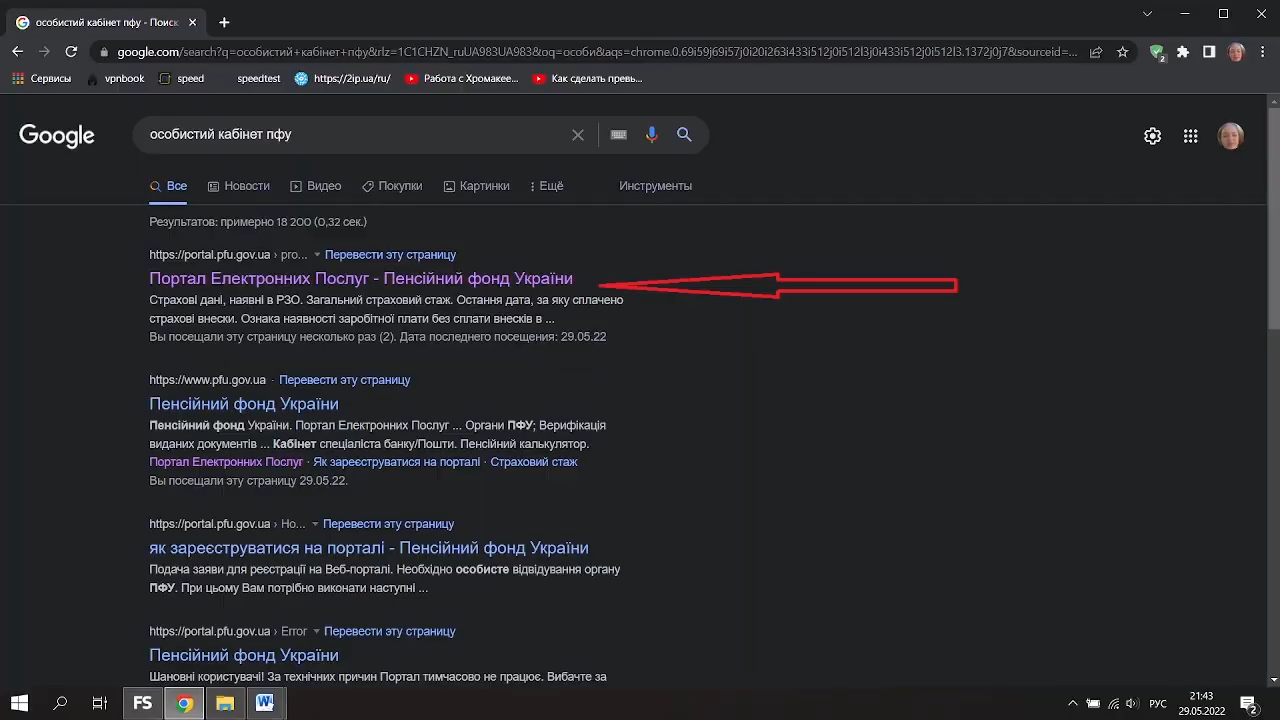 особистий кабінет пфу - Поиск
google.com/search?q=особистий+кабінет+пфу&rlz=1C1CHZN_ruUA983UA983&oq=особи&aqs=chrome.0.69i59j69i57j0i20i263i433i512j0i512l3j0i433i512j0i512l3.1372j0j7&sourceid=...
2
Сервисы
vpnbook
speed
speedtest
https://2ip.ua/ru/
Работа с Хромакее...
Как сделать превь...
Google
особистий кабінет пфу
Все
Новости
Видео
Покупки
Картинки
Ещё
Инструменты
Результатов: примерно 18 200 (0,32 сек.)
https://portal.pfu.gov.ua › pro... Перевести эту страницу
Портал Електронних Послуг - Пенсійний фонд України
Страхові дані, наявні в РЗО. Загальний страховий стаж. Остання дата, за яку сплачено
страхові внески. Ознака наявності заробітної плати без сплати внесків в ...
Вы посещали эту страницу несколько раз (2). Дата последнего посещения: 29.05.22
https://www.pfu.gov.ua · Перевести эту страницу
Пенсійний фонд України
Пенсійний фонд України. Портал Електронних Послуг ... Органи ПФУ; Верифікація
виданих документів ... Кабінет спеціаліста банку/Пошти. Пенсійний калькулятор.
Портал Електронних Послуг · Як зареєструватися на порталі · Страховий стаж
Вы посещали эту страницу 29.05.22.
https://portal.pfu.gov.ua › Ho... Перевести эту страницу
як зареєструватися на порталі - Пенсійний фонд України
Подача заяви для реєстрації на Веб-порталі. Необхідно особисте відвідування органу
ПФУ. При цьому Вам потрібно виконати наступні ...
https://portal.pfu.gov.ua › Error Перевести эту страницу
Пенсійний фонд України
Шановні користувачі! За технічних причин Портал тимчасово не працює. Вибачте за
FS
W
РУС
21:43
29.05.2022
2